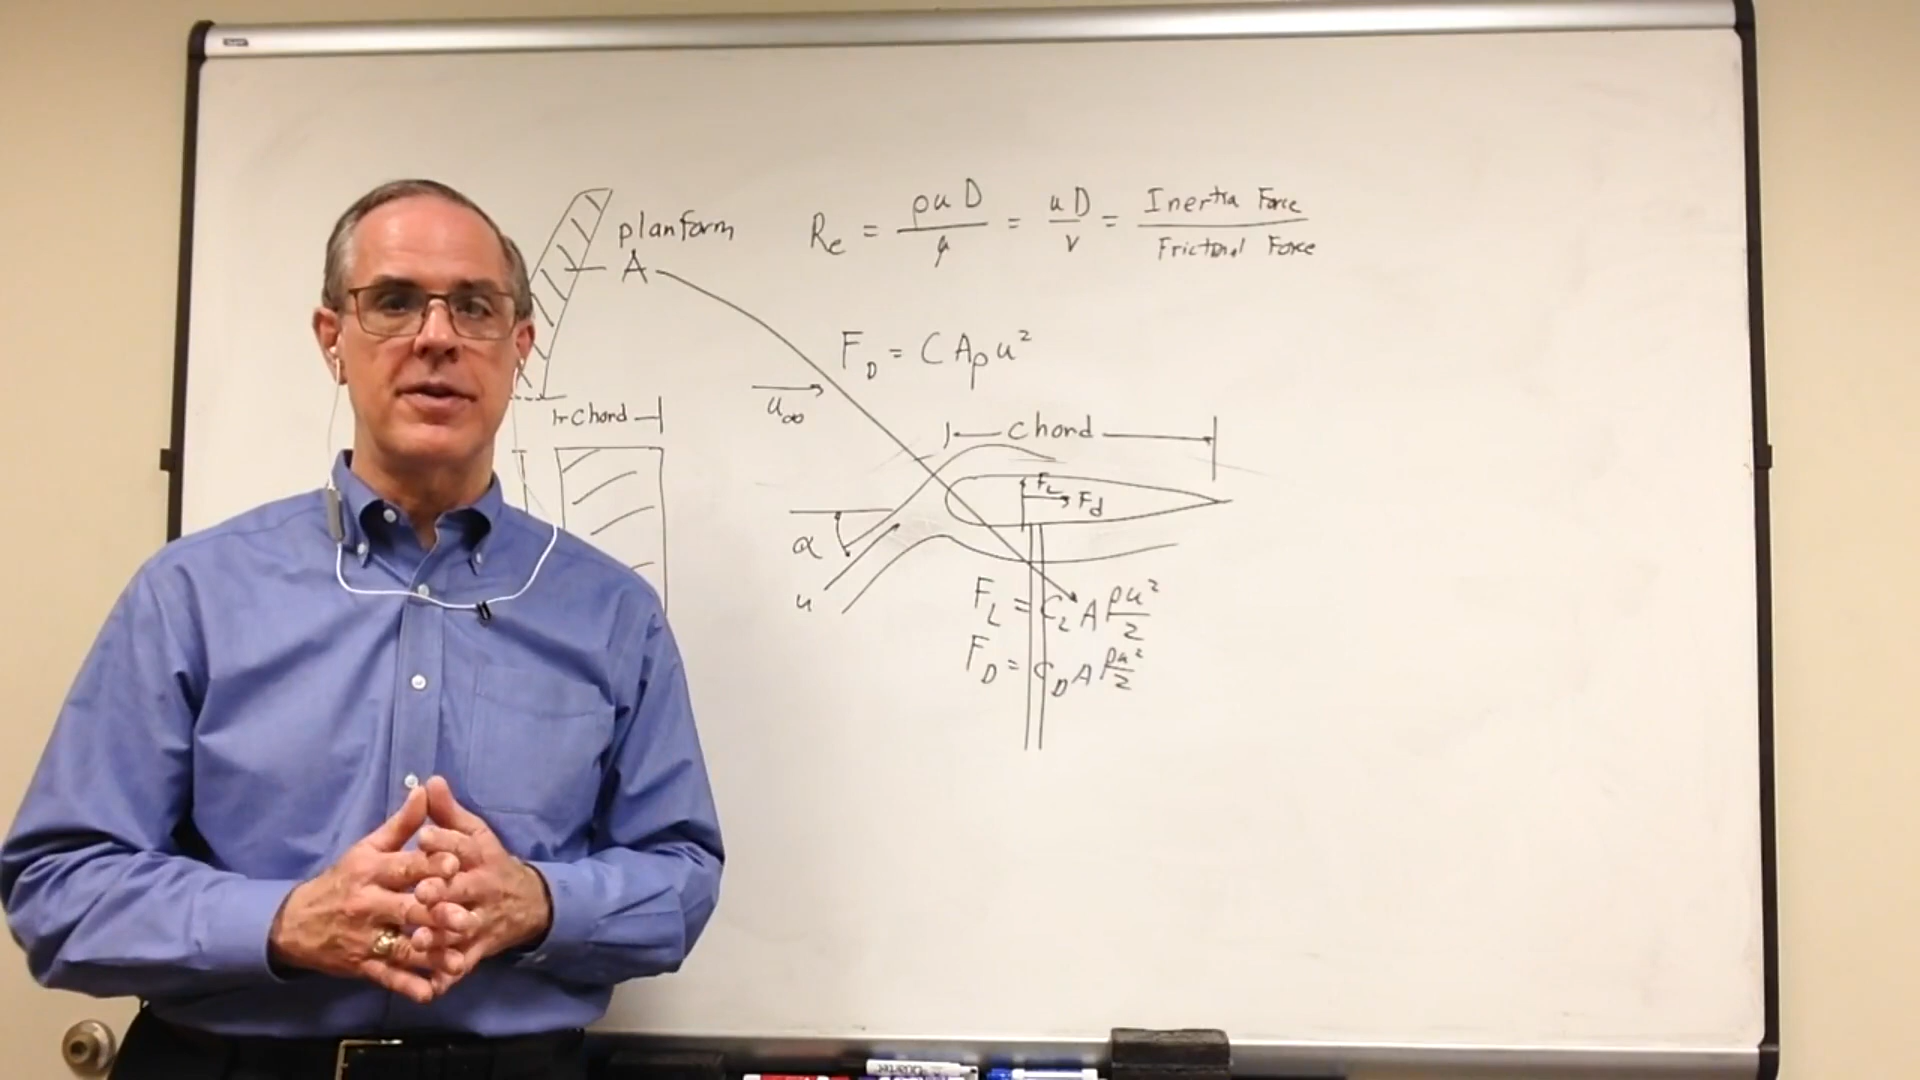 planform
A
Re = ρuD/μ = uD/ν = Inertia Force/Frictional Force
F_D = C A ρ u²
u∞
chord
chord
F_L
F_d
α
u
F_L = C_L A ρu²/2
F_D = C_D A ρu²/2
Quartet